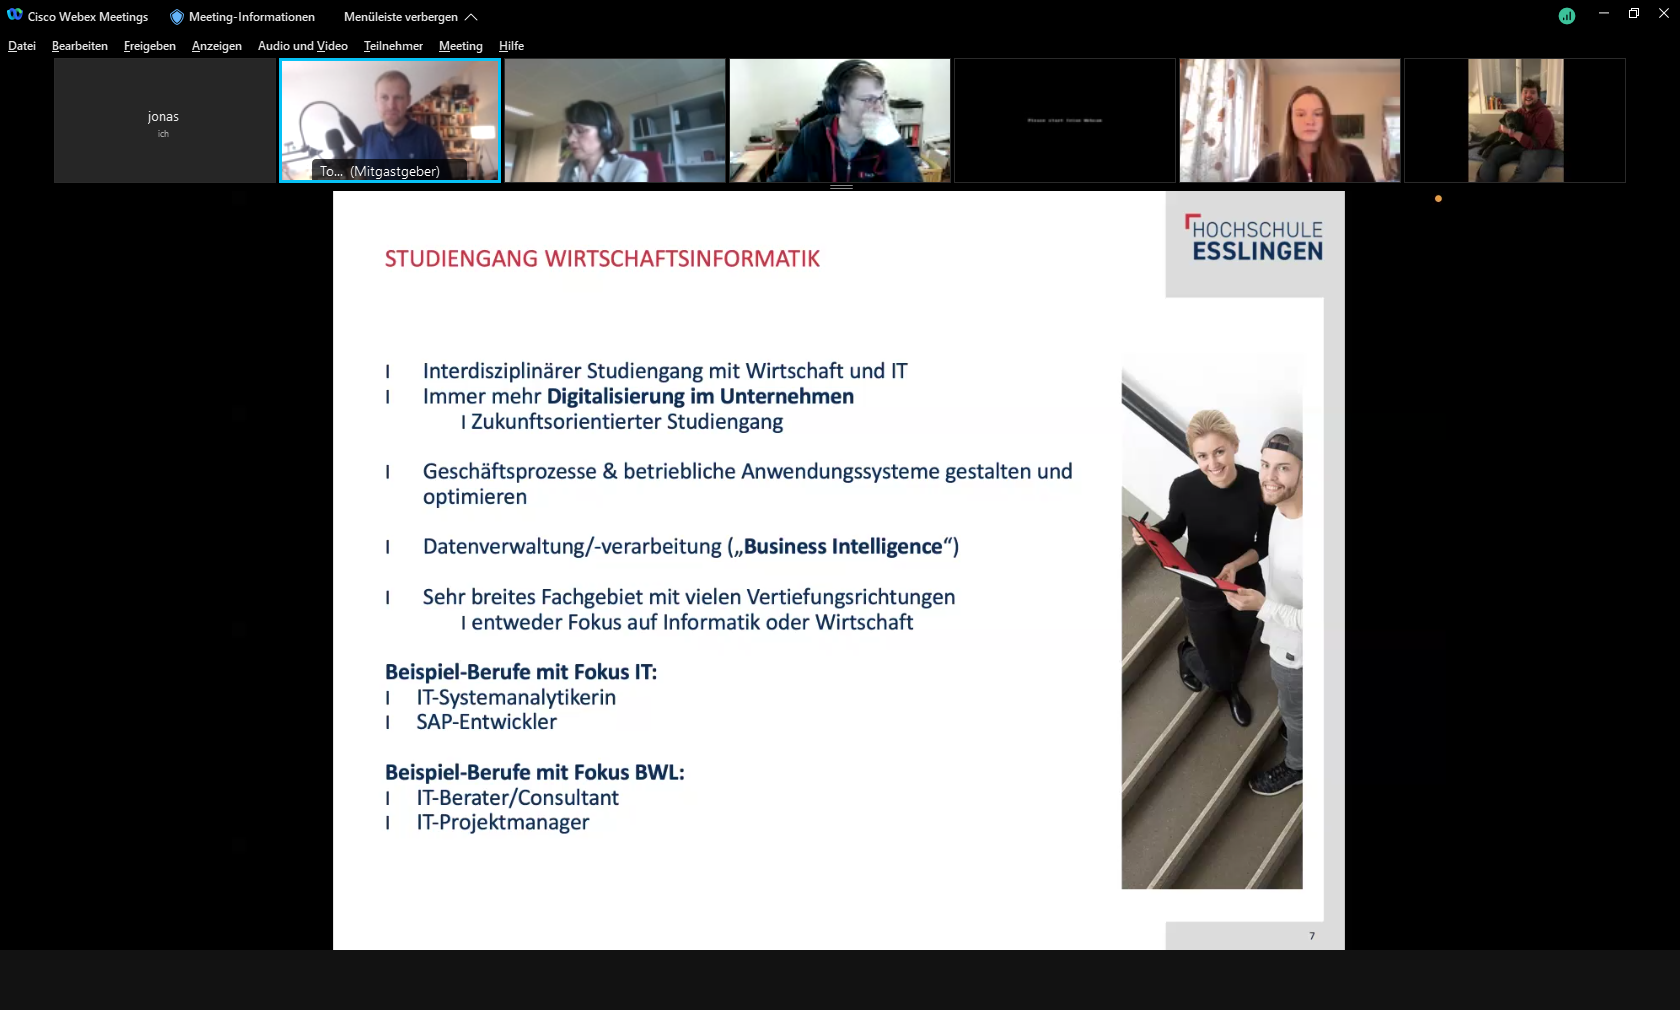 Cisco Webex Meetings
Meeting-Informationen
Menüleiste verbergen
Datei Bearbeiten Freigeben Anzeigen Audio und Video Teilnehmer Meeting Hilfe
jonas
ich
To... (Mitgastgeber)
HOCHSCHULE
ESSLINGEN
STUDIENGANG WIRTSCHAFTSINFORMATIK
I Interdisziplinärer Studiengang mit Wirtschaft und IT
I Immer mehr Digitalisierung im Unternehmen
I Zukunftsorientierter Studiengang
I Geschäftsprozesse & betriebliche Anwendungssysteme gestalten und
optimieren
I Datenverwaltung/-verarbeitung („Business Intelligence“)
I Sehr breites Fachgebiet mit vielen Vertiefungsrichtungen
I entweder Fokus auf Informatik oder Wirtschaft
Beispiel-Berufe mit Fokus IT:
I IT-Systemanalytikerin
I SAP-Entwickler
Beispiel-Berufe mit Fokus BWL:
I IT-Berater/Consultant
I IT-Projektmanager
7